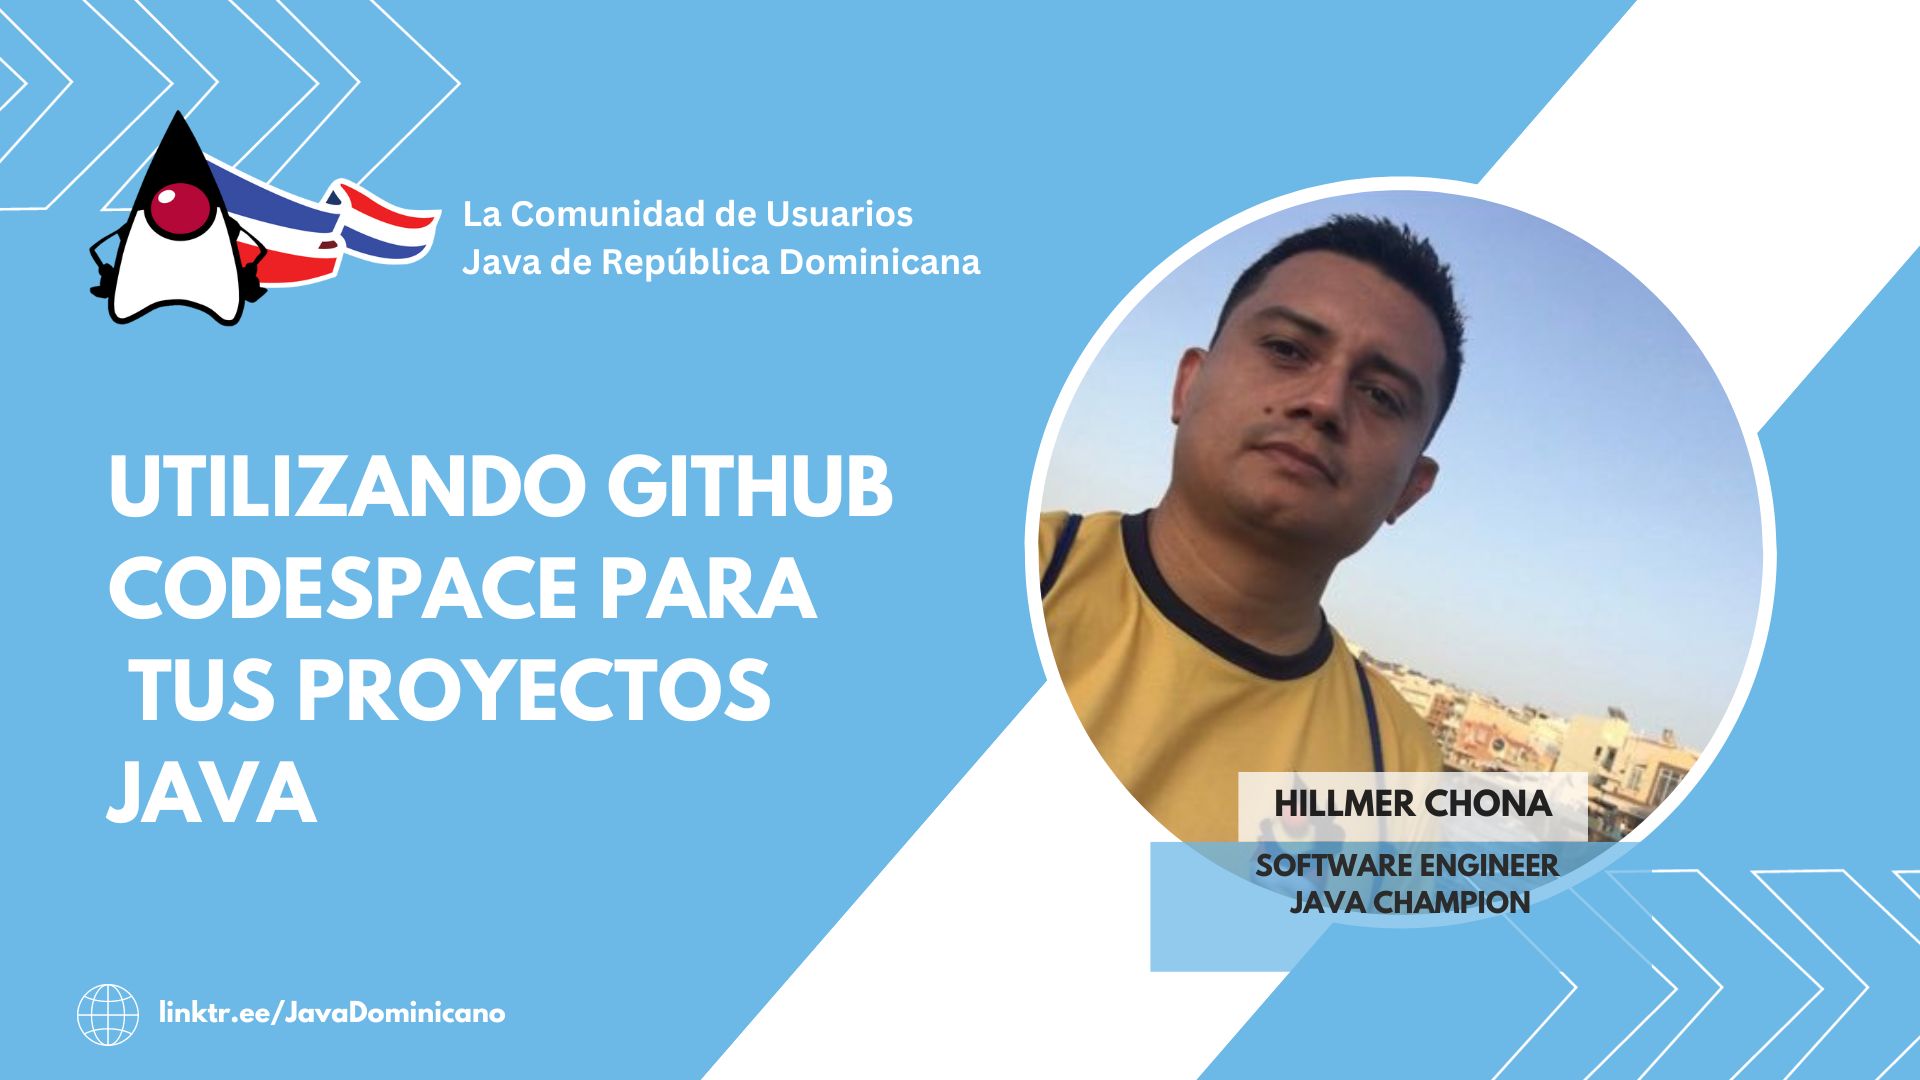 La Comunidad de Usuarios
Java de República Dominicana
UTILIZANDO GITHUB
CODESPACE PARA
TUS PROYECTOS
JAVA
HILLMER CHONA
SOFTWARE ENGINEER
JAVA CHAMPION
linktr.ee/JavaDominicano